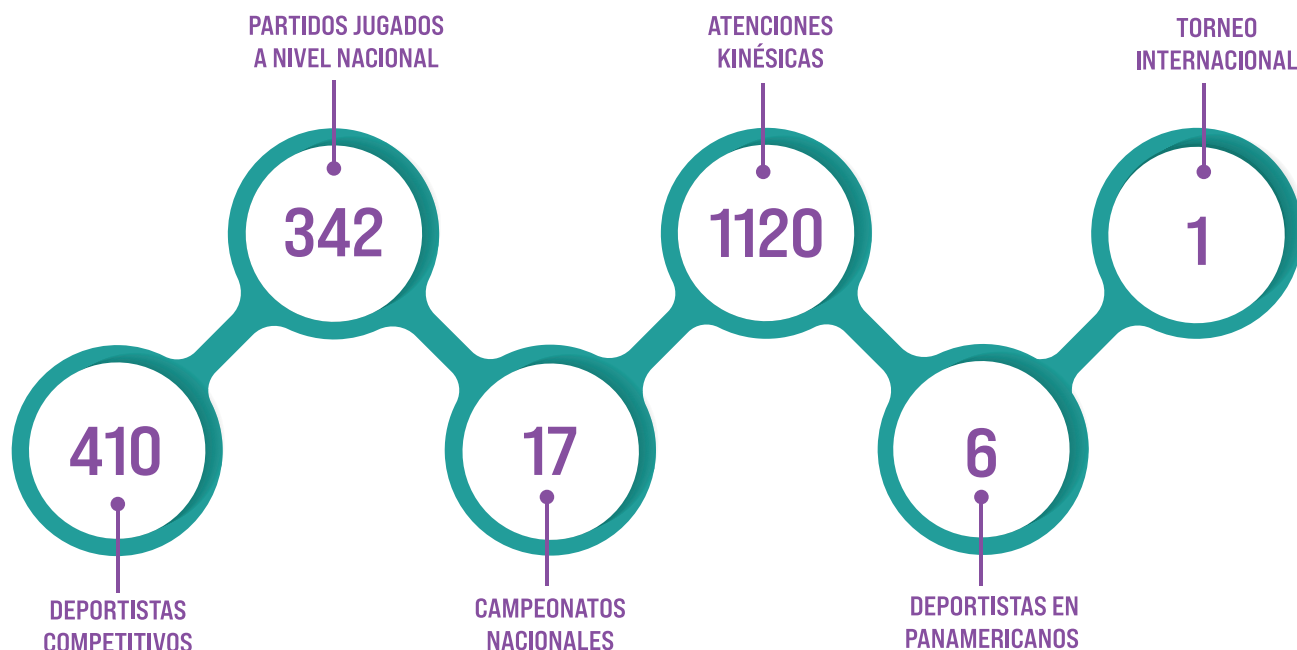 PARTIDOS JUGADOS
A NIVEL NACIONAL
342
ATENCIONES
KINÉSICAS
1120
TORNEO
INTERNACIONAL
1
410
DEPORTISTAS
COMPETITIVOS
17
CAMPEONATOS
NACIONALES
6
DEPORTISTAS EN
PANAMERICANOS